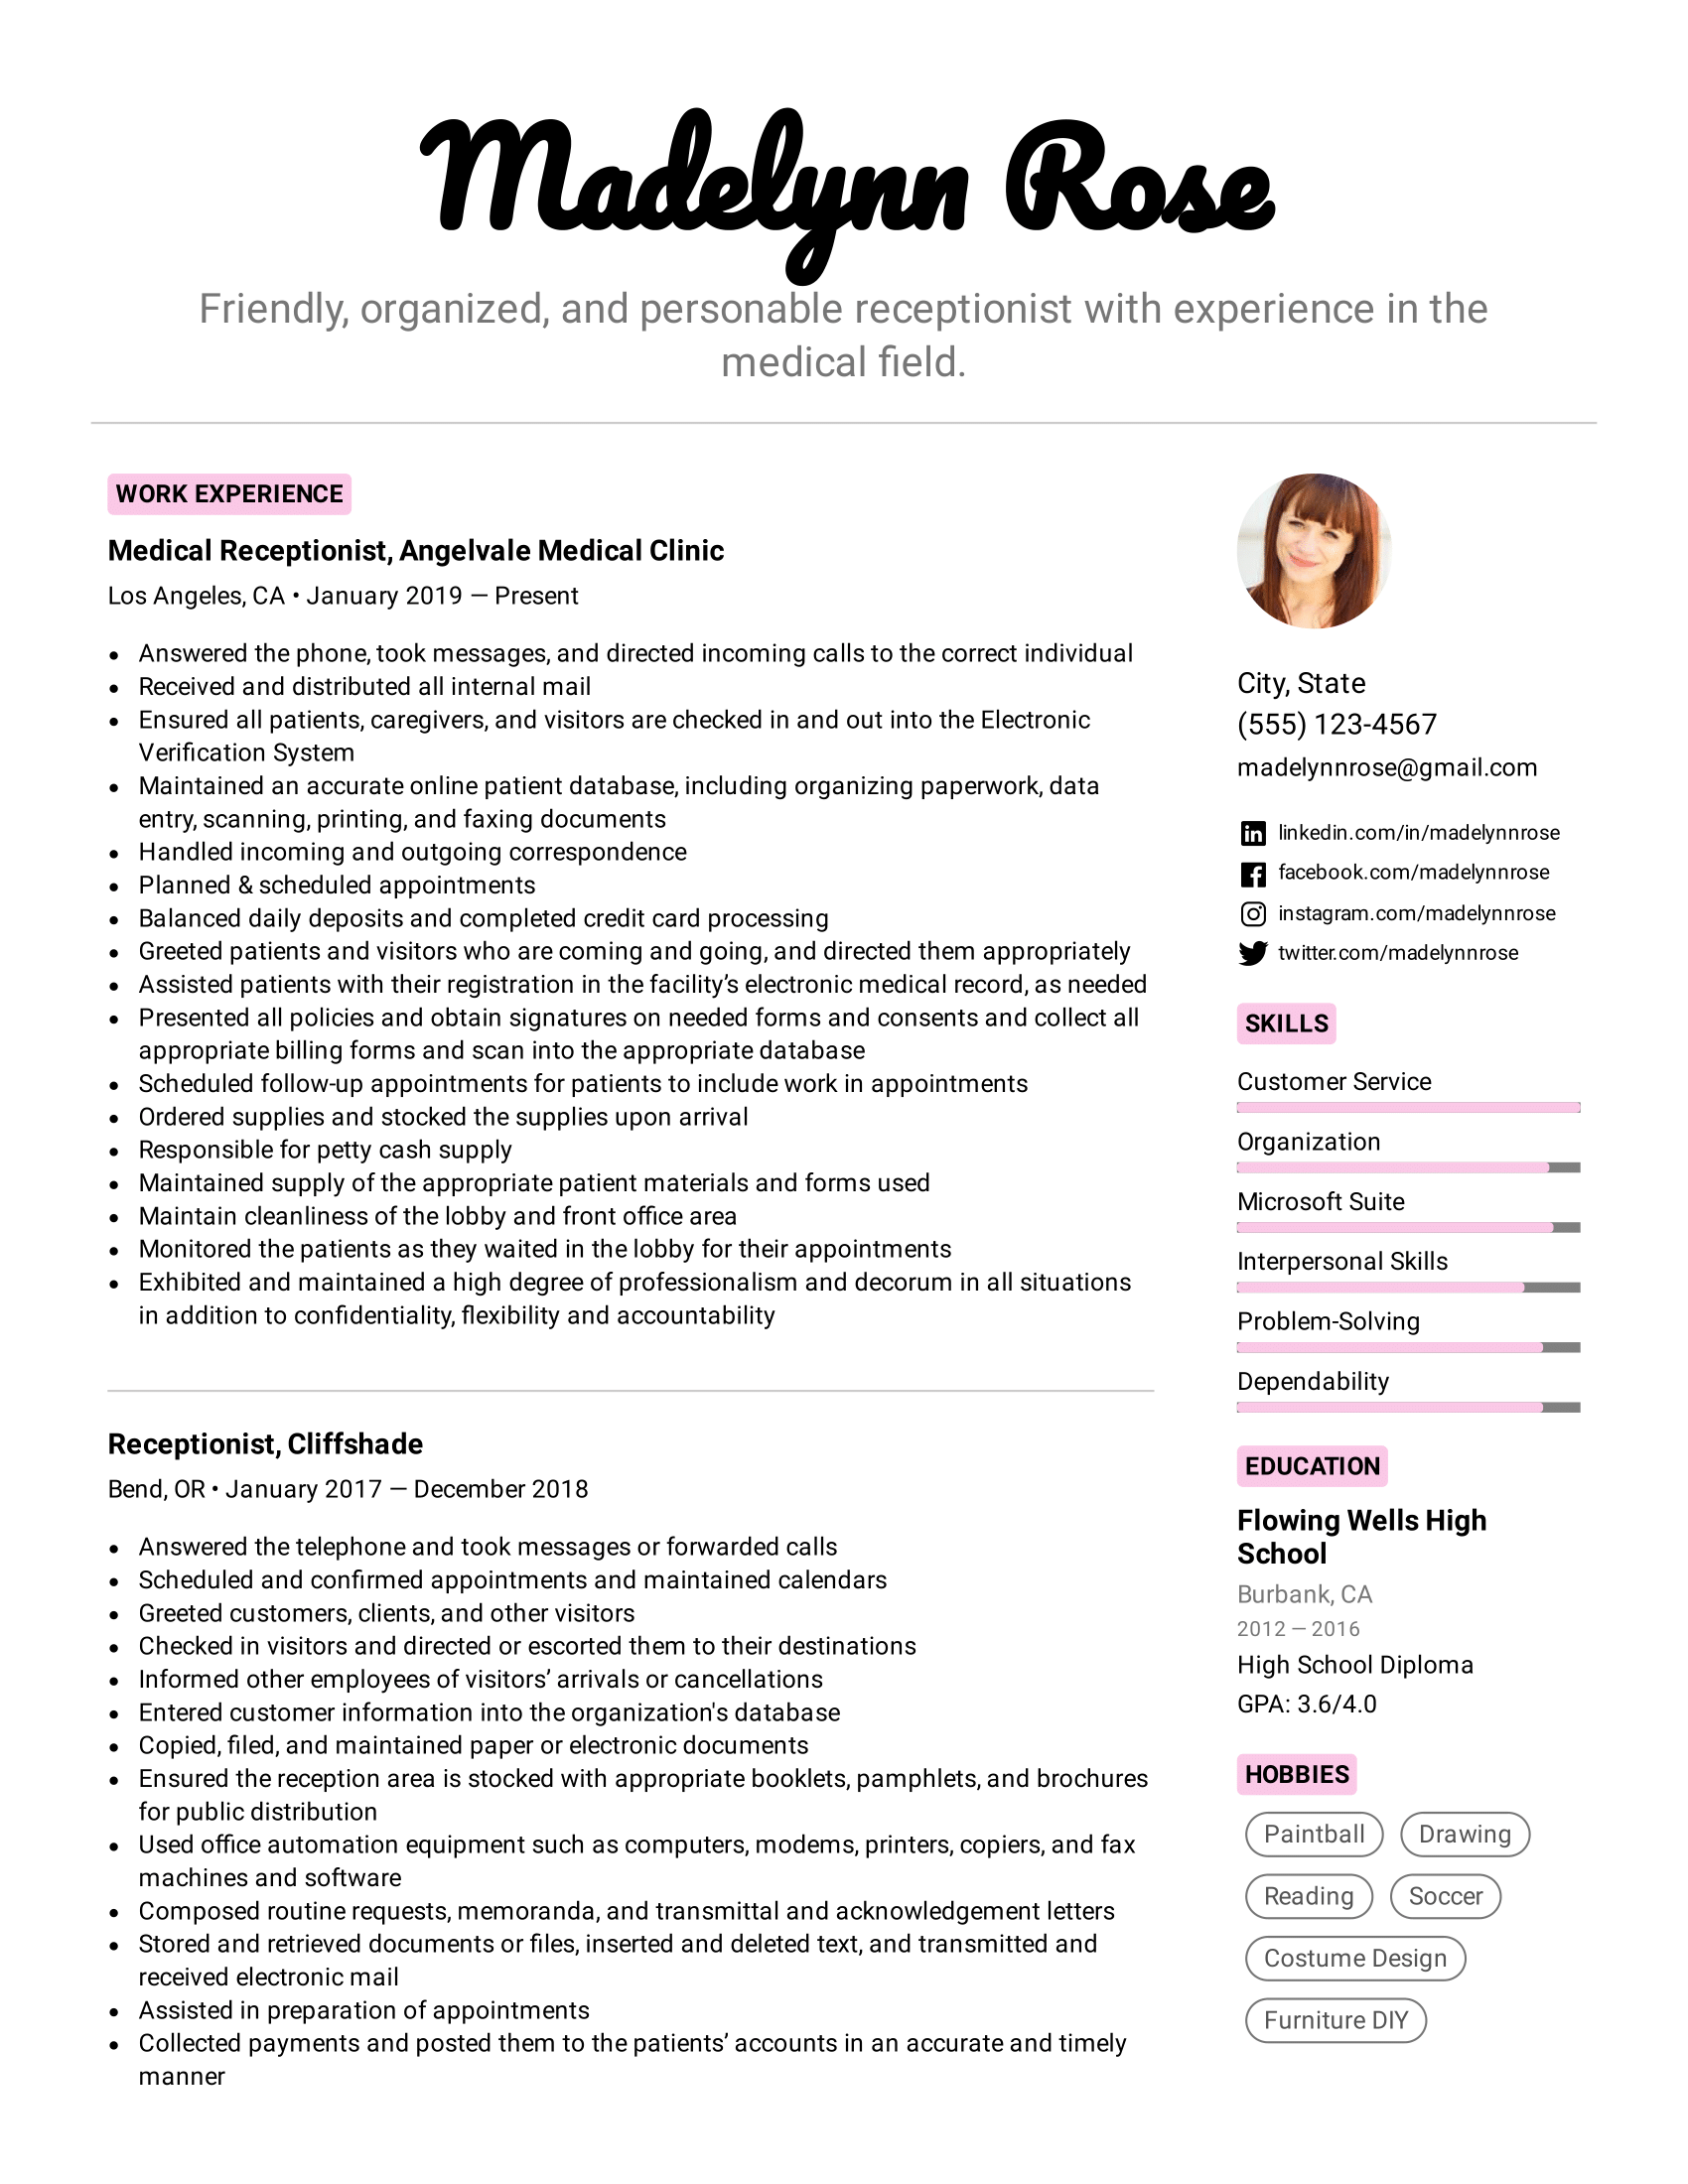 Madelynn Rose
Friendly, organized, and personable receptionist with experience in the
medical field.
WORK EXPERIENCE
Medical Receptionist, Angelvale Medical Clinic
Los Angeles, CA • January 2019 — Present
• Answered the phone, took messages, and directed incoming calls to the correct individual
• Received and distributed all internal mail
• Ensured all patients, caregivers, and visitors are checked in and out into the Electronic
Verification System
• Maintained an accurate online patient database, including organizing paperwork, data
entry, scanning, printing, and faxing documents
• Handled incoming and outgoing correspondence
• Planned & scheduled appointments
• Balanced daily deposits and completed credit card processing
• Greeted patients and visitors who are coming and going, and directed them appropriately
• Assisted patients with their registration in the facility’s electronic medical record, as needed
• Presented all policies and obtain signatures on needed forms and consents and collect all
appropriate billing forms and scan into the appropriate database
• Scheduled follow-up appointments for patients to include work in appointments
• Ordered supplies and stocked the supplies upon arrival
• Responsible for petty cash supply
• Maintained supply of the appropriate patient materials and forms used
• Maintain cleanliness of the lobby and front office area
• Monitored the patients as they waited in the lobby for their appointments
• Exhibited and maintained a high degree of professionalism and decorum in all situations
in addition to confidentiality, flexibility and accountability
Receptionist, Cliffshade
Bend, OR • January 2017 — December 2018
• Answered the telephone and took messages or forwarded calls
• Scheduled and confirmed appointments and maintained calendars
• Greeted customers, clients, and other visitors
• Checked in visitors and directed or escorted them to their destinations
• Informed other employees of visitors’ arrivals or cancellations
• Entered customer information into the organization's database
• Copied, filed, and maintained paper or electronic documents
• Ensured the reception area is stocked with appropriate booklets, pamphlets, and brochures
for public distribution
• Used office automation equipment such as computers, modems, printers, copiers, and fax
machines and software
• Composed routine requests, memoranda, and transmittal and acknowledgement letters
• Stored and retrieved documents or files, inserted and deleted text, and transmitted and
received electronic mail
• Assisted in preparation of appointments
• Collected payments and posted them to the patients’ accounts in an accurate and timely
manner
City, State
(555) 123-4567
madelynnrose@gmail.com
linkedin.com/in/madelynnrose
facebook.com/madelynnrose
instagram.com/madelynnrose
twitter.com/madelynnrose
SKILLS
Customer Service
Organization
Microsoft Suite
Interpersonal Skills
Problem-Solving
Dependability
EDUCATION
Flowing Wells High
School
Burbank, CA
2012 — 2016
High School Diploma
GPA: 3.6/4.0
HOBBIES
Paintball Drawing
Reading Soccer
Costume Design
Furniture DIY